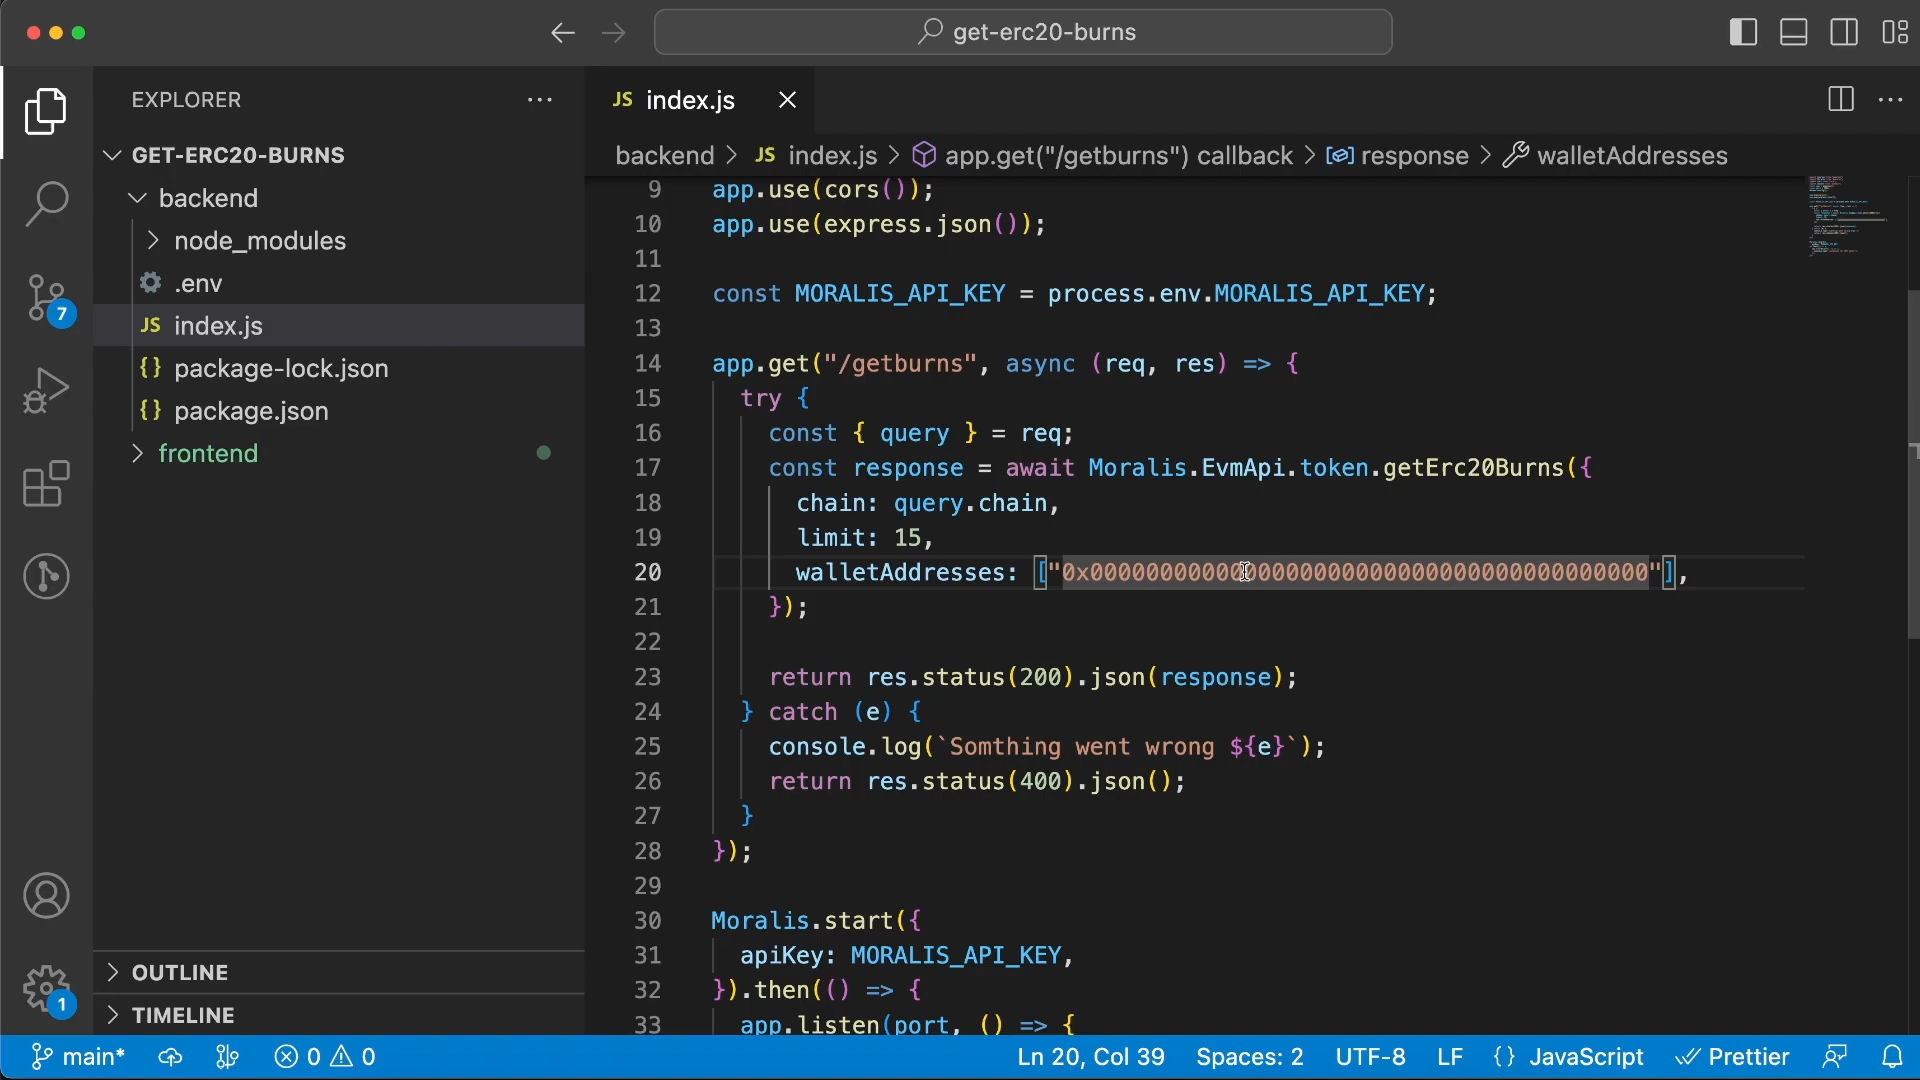 get-erc20-burns
EXPLORER
GET-ERC20-BURNS
backend
node_modules
.env
JS index.js
{} package-lock.json
{} package.json
frontend
OUTLINE
TIMELINE
7
1
JS index.js
backend > JS index.js > app.get("/getburns") callback > response > walletAddresses
9 app.use(cors());
10 app.use(express.json());
11
12 const MORALIS_API_KEY = process.env.MORALIS_API_KEY;
13
14 app.get("/getburns", async (req, res) => {
15 try {
16 const { query } = req;
17 const response = await Moralis.EvmApi.token.getErc20Burns({
18 chain: query.chain,
19 limit: 15,
20 walletAddresses: ["0x0000000000000000000000000000000000000000"],
21 });
22
23 return res.status(200).json(response);
24 } catch (e) {
25 console.log(`Somthing went wrong ${e}`);
26 return res.status(400).json();
27 }
28 });
29
30 Moralis.start({
31 apiKey: MORALIS_API_KEY,
32 }).then(() => {
33 app.listen(port, () => {
main* 0 0 Ln 20, Col 39 Spaces: 2 UTF-8 LF {} JavaScript Prettier